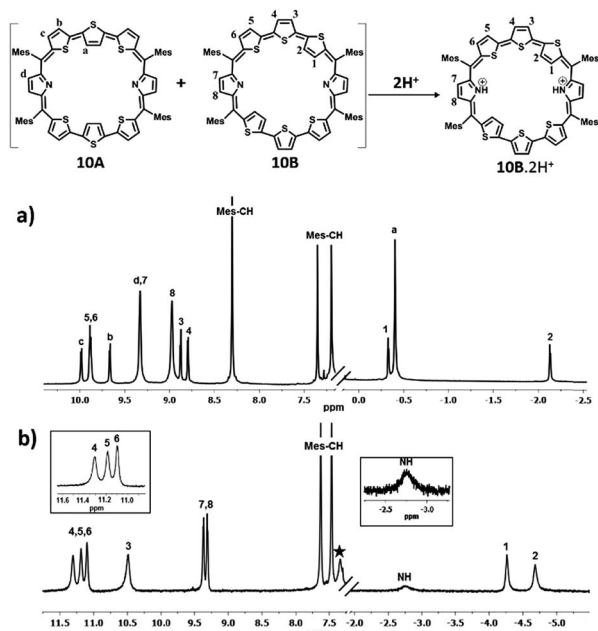 b
c
S
S
S
a
Mes
Mes
d
N
N
Mes
Mes
S
S
S
10A
+
4
3
5
6
S
S
S
2
1
Mes
Mes
7
8
N
N
Mes
Mes
S
S
S
10B
2H⁺
4
3
5
6
S
S
S
2
1
Mes
Mes
7
8
NH
+
+
HN
Mes
Mes
S
S
S
10B.2H⁺
a)
Mes-CH
Mes-CH
a
d,7
8
5,6
c
b
3
4
1
2
10.0 9.5 9.0 8.5 8.0 7.5 0.0 -0.5 -1.0 -1.5 -2.0 -2.5
ppm
b)
4 5 6
11.6 11.4 11.2 11.0
ppm
Mes-CH
NH
-2.5 -3.0
ppm
4,5,6
3
7,8
★
NH
1
2
11.5 11.0 10.5 10.0 9.5 9.0 8.5 8.0 7.5 -2.0 -2.5 -3.0 -3.5 -4.0 -4.5 -5.0